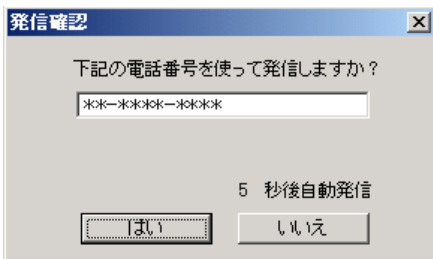 発信確認
下記の電話番号を使って発信しますか？
**-****-****
5 秒後自動発信
はい
いいえ